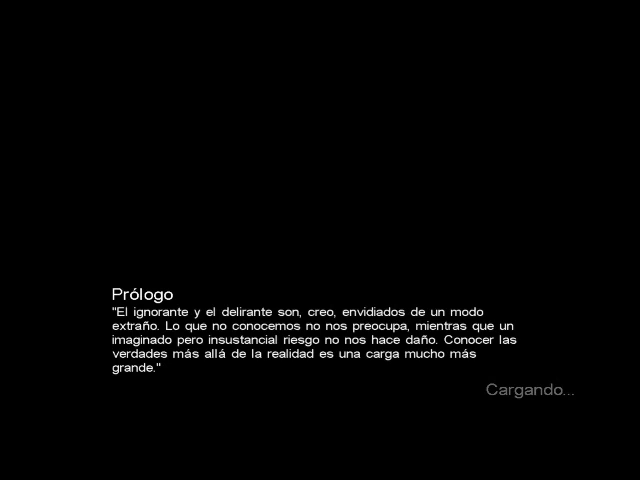 Prólogo
"El ignorante y el delirante son, creo, envidiados de un modo
extraño. Lo que no conocemos no nos preocupa, mientras que un
imaginado pero insustancial riesgo no nos hace daño. Conocer las
verdades más allá de la realidad es una carga mucho más
grande."
Cargando...